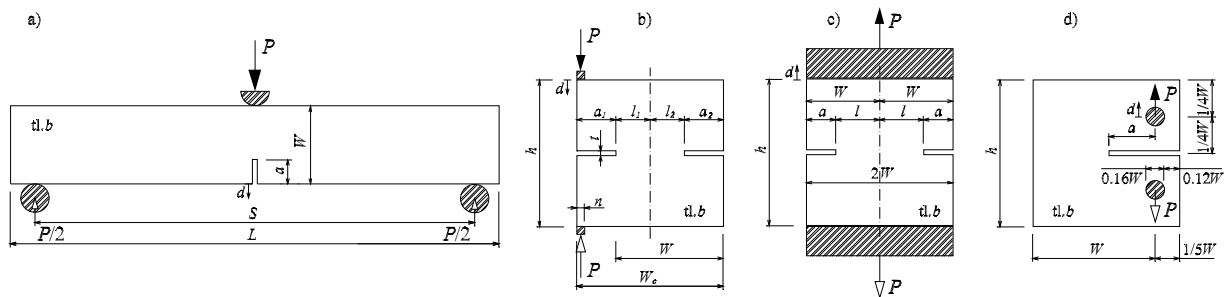 a)
P
tl.b
W
a
d
S
P/2
P/2
L
b)
P
d
a₁
l₁
l₂
a₂
t
h
n
tl.b
P
W
Wc
c)
P
d
W
W
a
l
l
a
h
2W
tl.b
P
d)
P
d
1/4W
a
1/4W
h
0.16W
0.12W
tl.b
P
W
1/5W